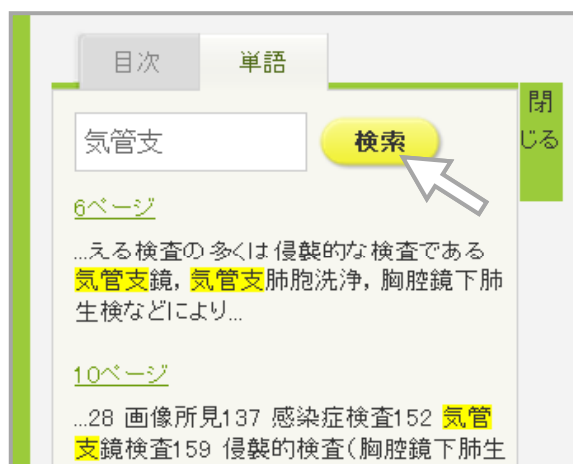 目次
単語
閉
じる
気管支
検索
6ページ
...える検査の多くは侵襲的な検査である
気管支鏡, 気管支肺胞洗浄, 胸腔鏡下肺
生検などにより...
10ページ
...28 画像所見137 感染症検査152 気管
支鏡検査159 侵襲的検査(胸腔鏡下肺生